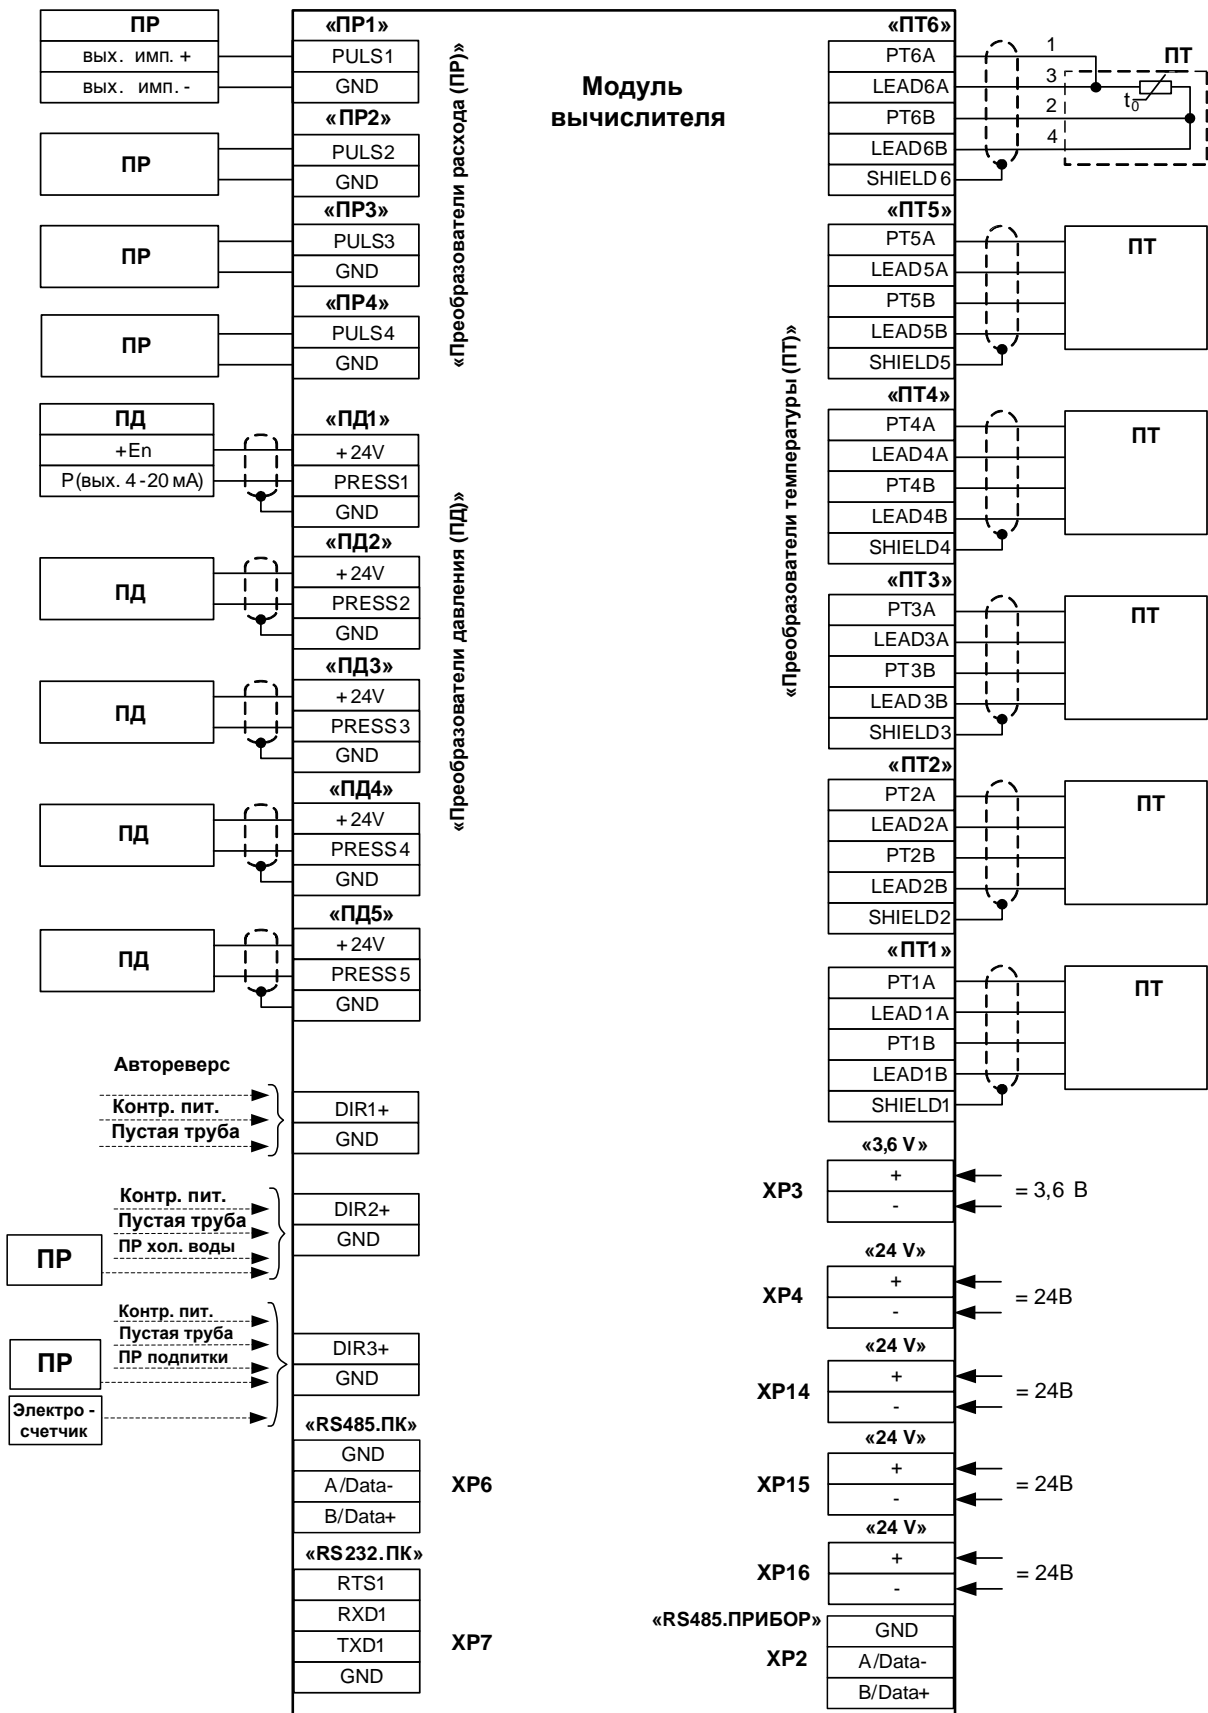 ПР
вых. имп. +
вых. имп. -
«ПР1»
PULS1
GND
«ПР2»
ПР
PULS2
GND
«ПР3»
ПР
PULS3
GND
«ПР4»
ПР
PULS4
GND
«Преобразователи расхода (ПР)»
Модуль
вычислителя
ПД
+En
P(вых. 4-20 мА)
«ПД1»
+24V
PRESS1
GND
«ПД2»
ПД
+24V
PRESS2
GND
«ПД3»
ПД
+24V
PRESS3
GND
«ПД4»
ПД
+24V
PRESS4
GND
«ПД5»
ПД
+24V
PRESS5
GND
«Преобразователи давления (ПД)»
Автореверс
Контр. пит.
Пустая труба
DIR1+
GND
Контр. пит.
Пустая труба
ПР хол. воды
ПР
DIR2+
GND
Контр. пит.
Пустая труба
ПР подпитки
ПР
Электро-
счетчик
DIR3+
GND
«RS485.ПК»
GND
A/Data-
B/Data+
XP6
«RS232.ПК»
RTS1
RXD1
TXD1
GND
XP7
«ПТ6»
PT6A
LEAD6A
PT6B
LEAD6B
SHIELD6
1
3
2
4
ПТ
t0
«ПТ5»
PT5A
LEAD5A
PT5B
LEAD5B
SHIELD5
ПТ
«ПТ4»
PT4A
LEAD4A
PT4B
LEAD4B
SHIELD4
ПТ
«ПТ3»
PT3A
LEAD3A
PT3B
LEAD3B
SHIELD3
ПТ
«ПТ2»
PT2A
LEAD2A
PT2B
LEAD2B
SHIELD2
ПТ
«ПТ1»
PT1A
LEAD1A
PT1B
LEAD1B
SHIELD1
ПТ
«Преобразователи температуры (ПТ)»
«3,6 V»
XP3
+
-
= 3,6 В
«24 V»
XP4
+
-
= 24В
«24 V»
XP14
+
-
= 24В
«24 V»
XP15
+
-
= 24В
«24 V»
XP16
+
-
= 24В
«RS485.ПРИБОР»
XP2
GND
A/Data-
B/Data+